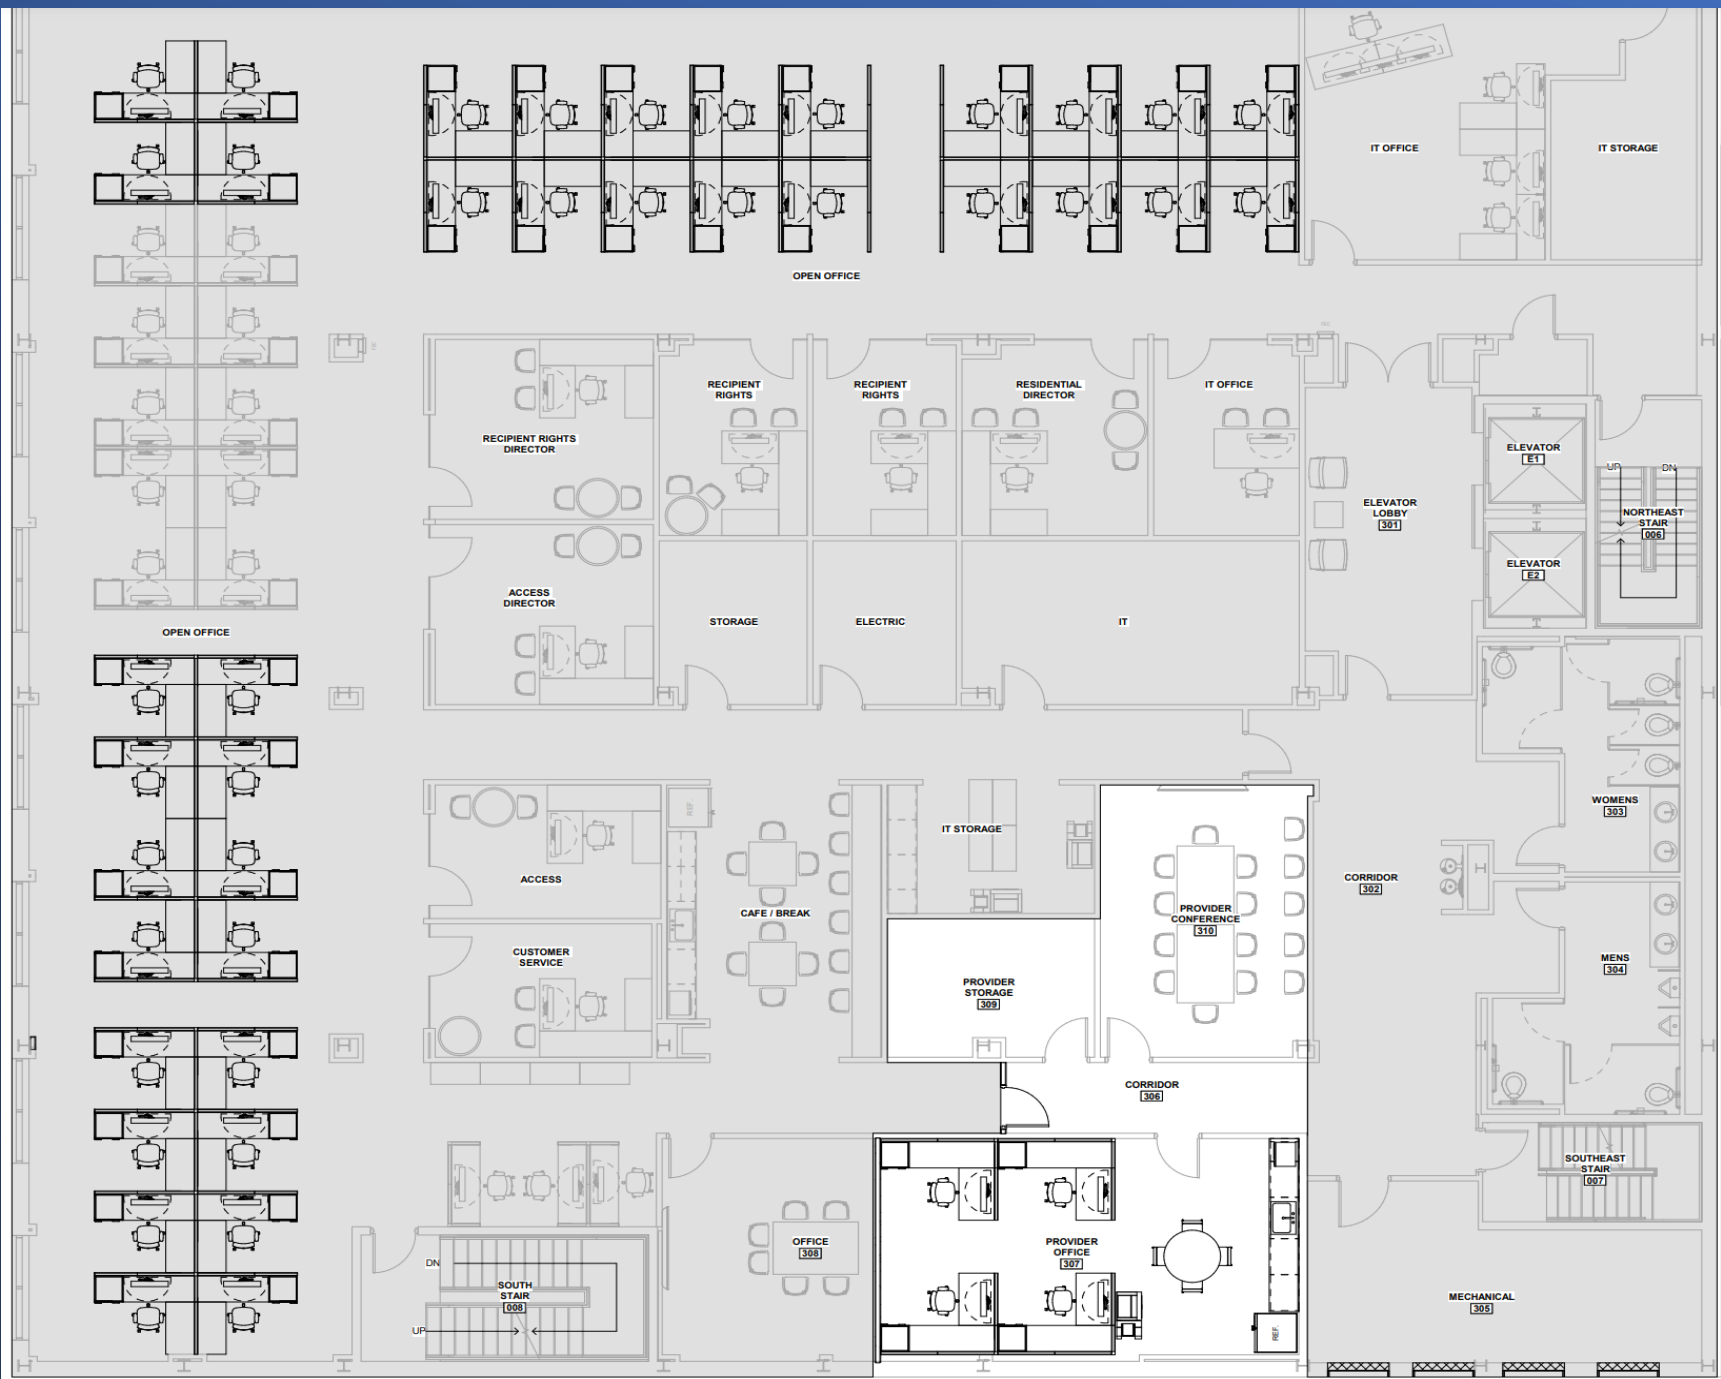 IT OFFICE
IT STORAGE
OPEN OFFICE
RECIPIENT
RIGHTS
RECIPIENT
RIGHTS
RESIDENTIAL
DIRECTOR
IT OFFICE
RECIPIENT RIGHTS
DIRECTOR
ELEVATOR
E1
UP
DN
ELEVATOR
LOBBY
301
NORTHEAST
STAIR
006
ELEVATOR
E2
ACCESS
DIRECTOR
STORAGE
ELECTRIC
IT
OPEN OFFICE
REF.
IT STORAGE
WOMENS
303
ACCESS
CORRIDOR
302
CAFE / BREAK
PROVIDER
CONFERENCE
310
CUSTOMER
SERVICE
MENS
304
PROVIDER
STORAGE
309
CORRIDOR
306
SOUTHEAST
STAIR
007
OFFICE
308
PROVIDER
OFFICE
307
DN
SOUTH
STAIR
008
UP
MECHANICAL
305
REF.